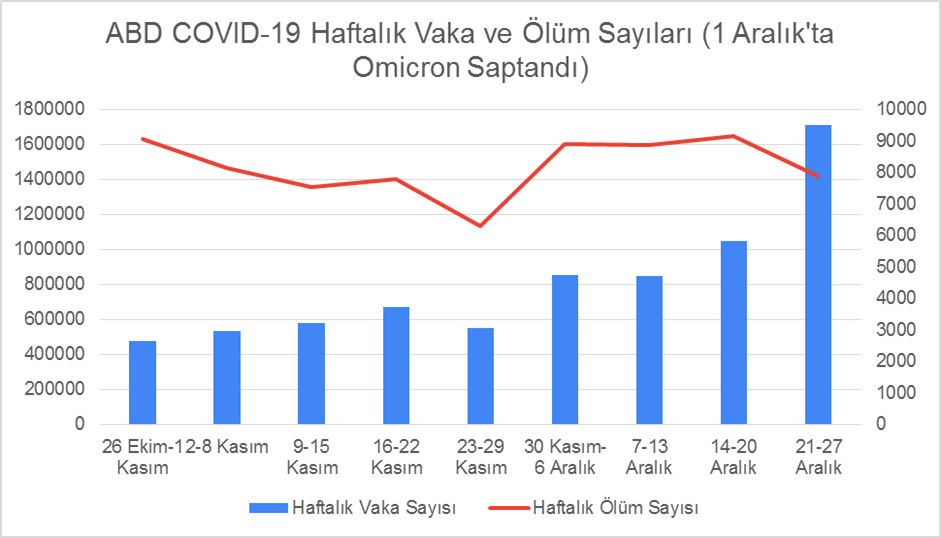 ABD COVID-19 Haftalık Vaka ve Ölüm Sayıları (1 Aralık'ta
Omicron Saptandı)
1800000
1600000
1400000
1200000
1000000
800000
600000
400000
200000
0
10000
9000
8000
7000
6000
5000
4000
3000
2000
1000
0
26 Ekim-1
Kasım
2-8 Kasım
9-15
Kasım
16-22
Kasım
23-29
Kasım
30 Kasım-
6 Aralık
7-13
Aralık
14-20
Aralık
21-27
Aralık
Haftalık Vaka Sayısı
Haftalık Ölüm Sayısı